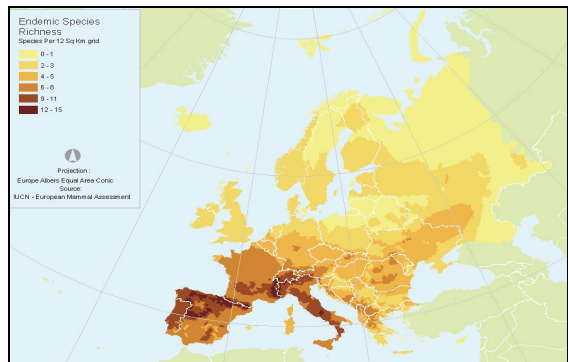 Endemic Species
Richness
Species Per 12 Sq Km grid
0 - 1
2 - 3
4 - 5
6 - 8
9 - 11
12 - 15
Projection :
Europe Albers Equal Area Conic
Source:
IUCN - European Mammal Assessment